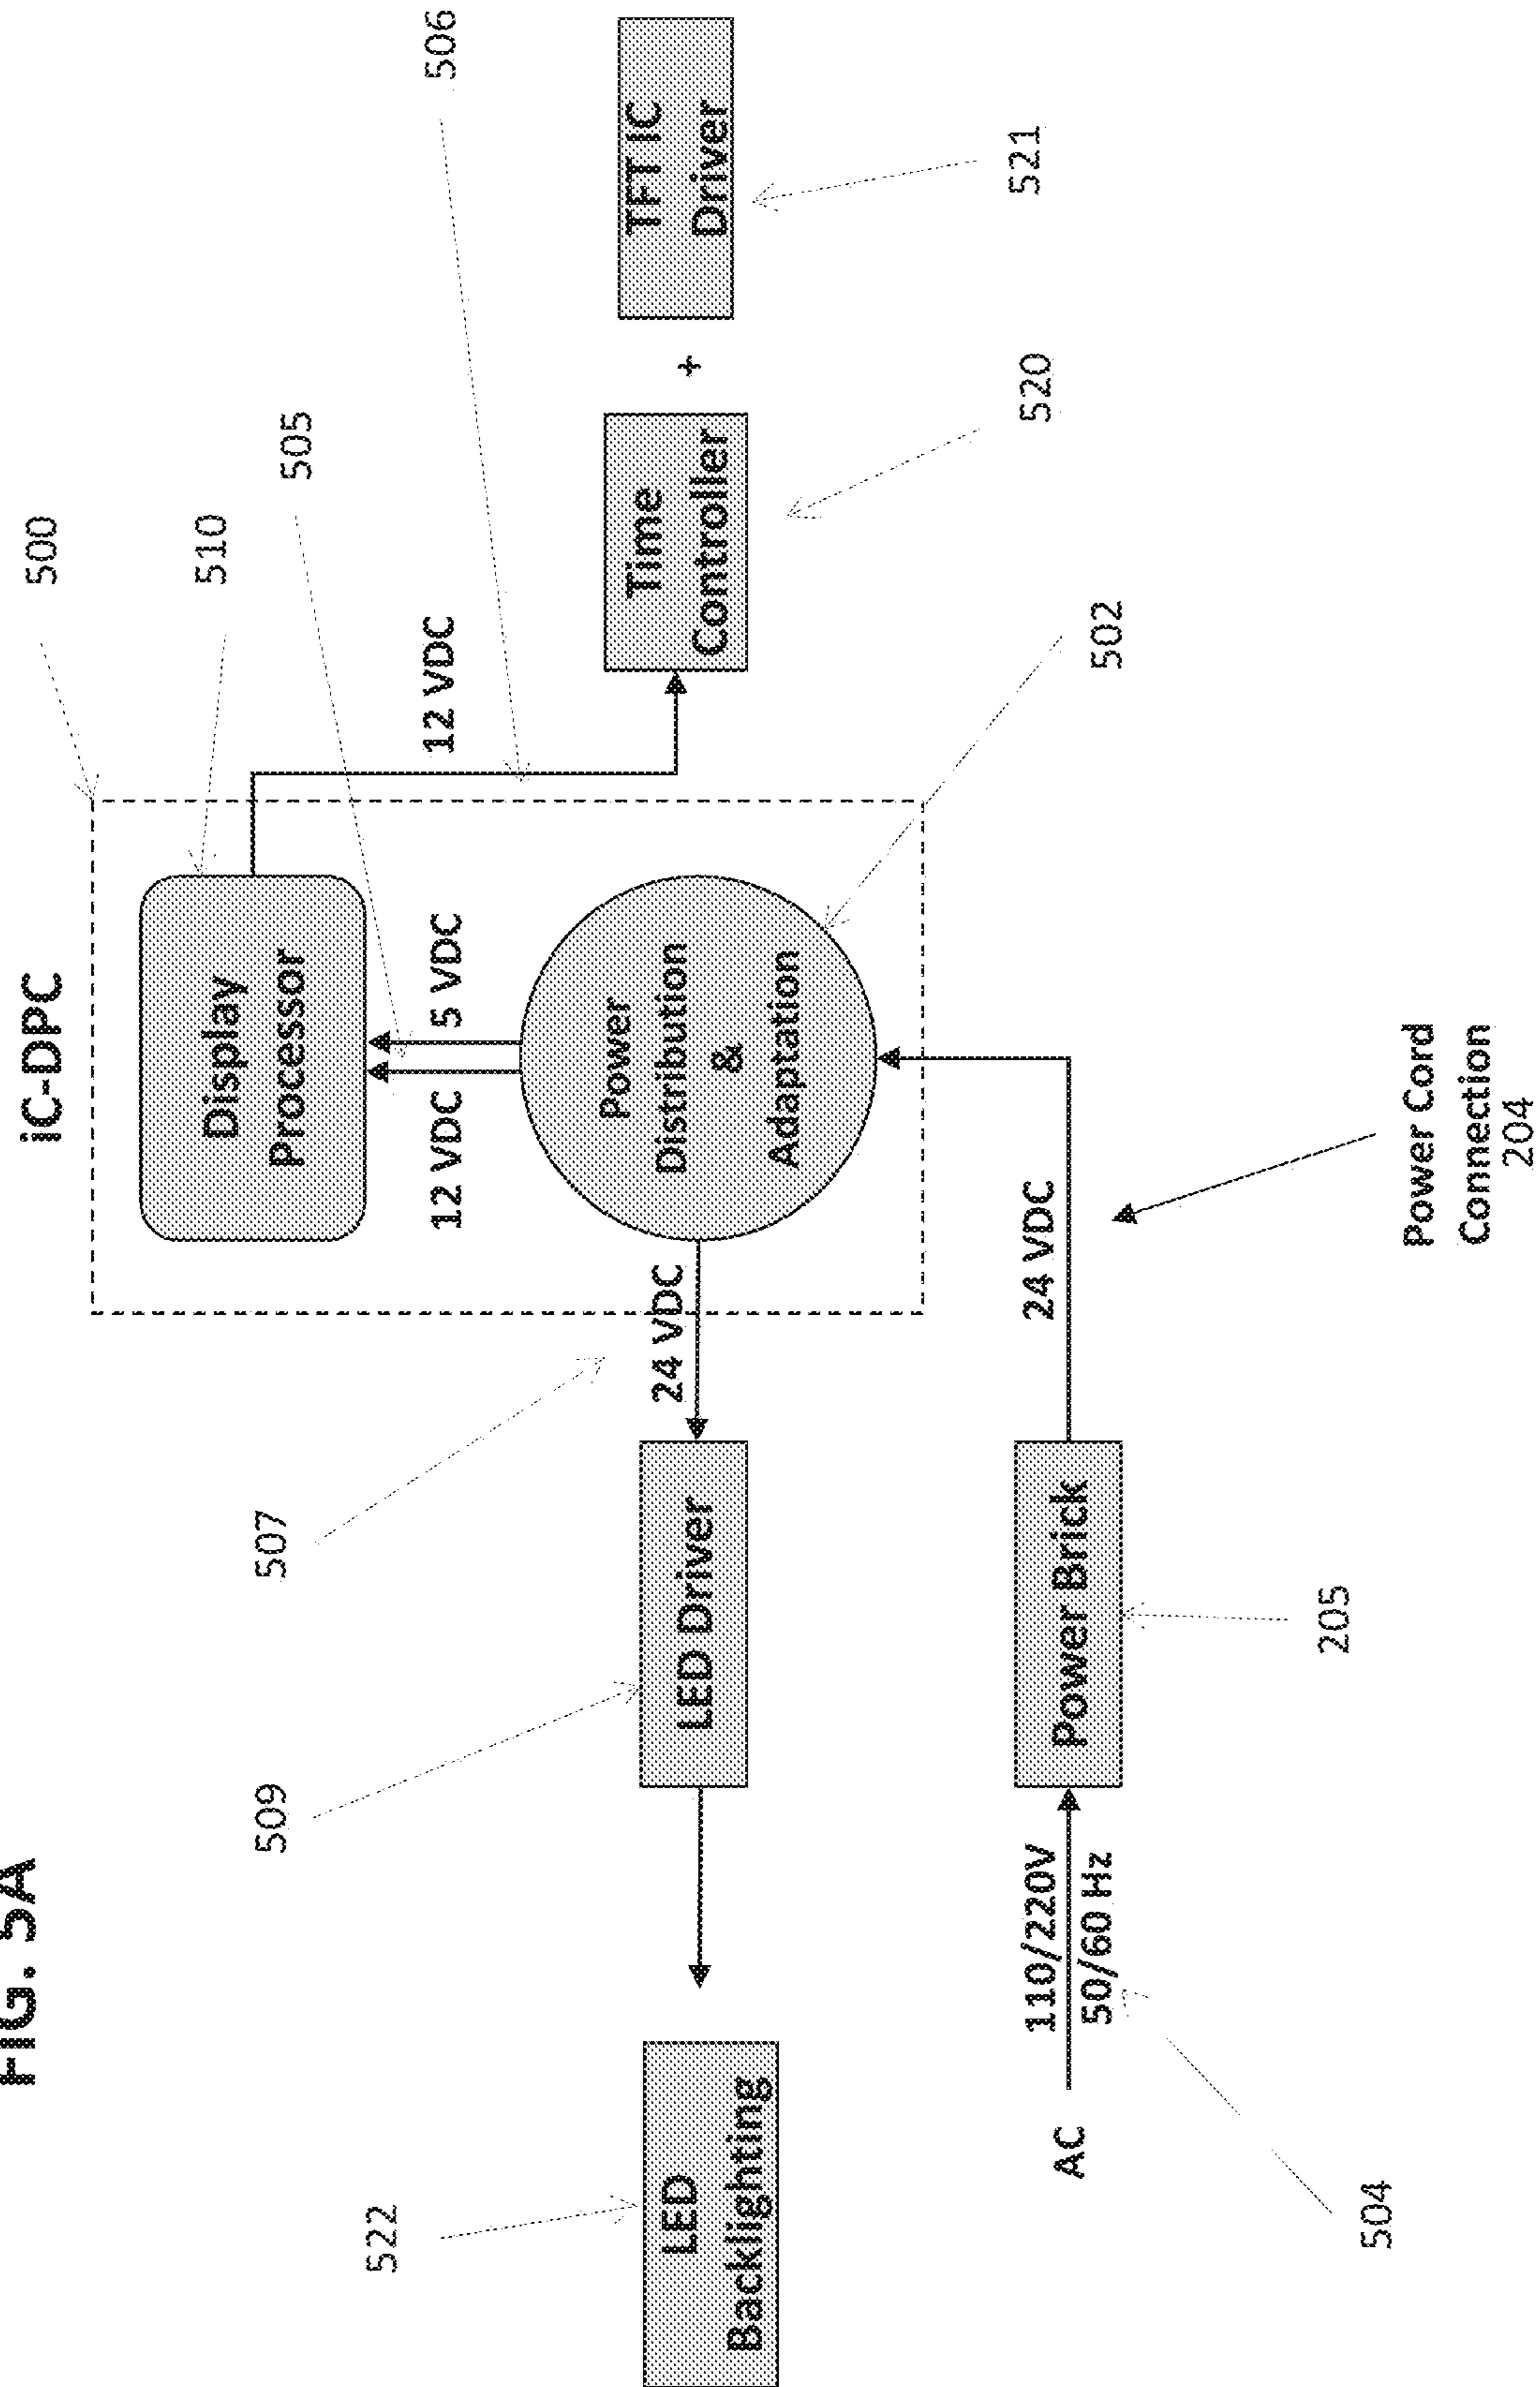 FIG. 5A
iC-DPC
500
510
505
506
Display
Processor
12 VDC
5 VDC
12 VDC
Power
Distribution
&
Adaptation
24 VDC
507
509
522
LED
Backlighting
LED Driver
Time
Controller
+
TFT IC
Driver
520
521
502
AC
110/220V
50/60 Hz
504
Power Brick
205
24 VDC
Power Cord
Connection
204